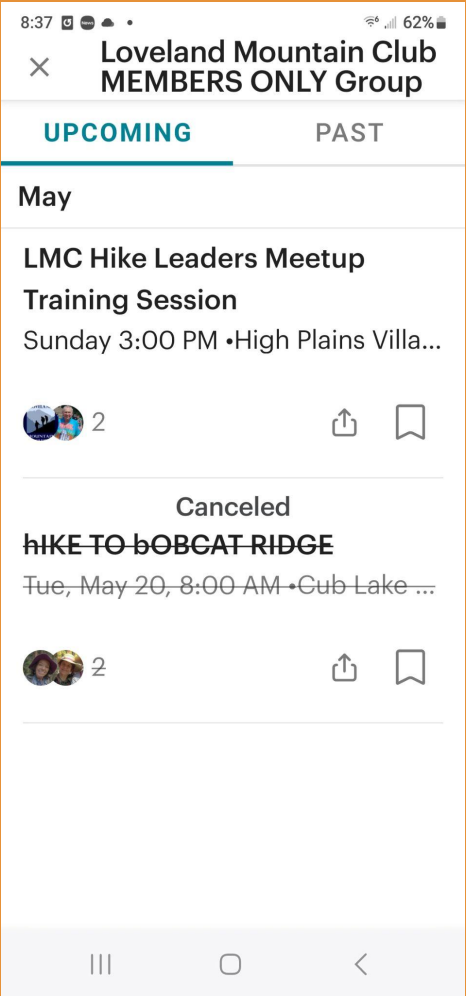 8:37
62%
Loveland Mountain Club
MEMBERS ONLY Group
UPCOMING
PAST
May
LMC Hike Leaders Meetup
Training Session
Sunday 3:00 PM •High Plains Villa...
2
Canceled
hIKE TO bOBCAT RIDGE
Tue, May 20, 8:00 AM •Cub Lake ...
2